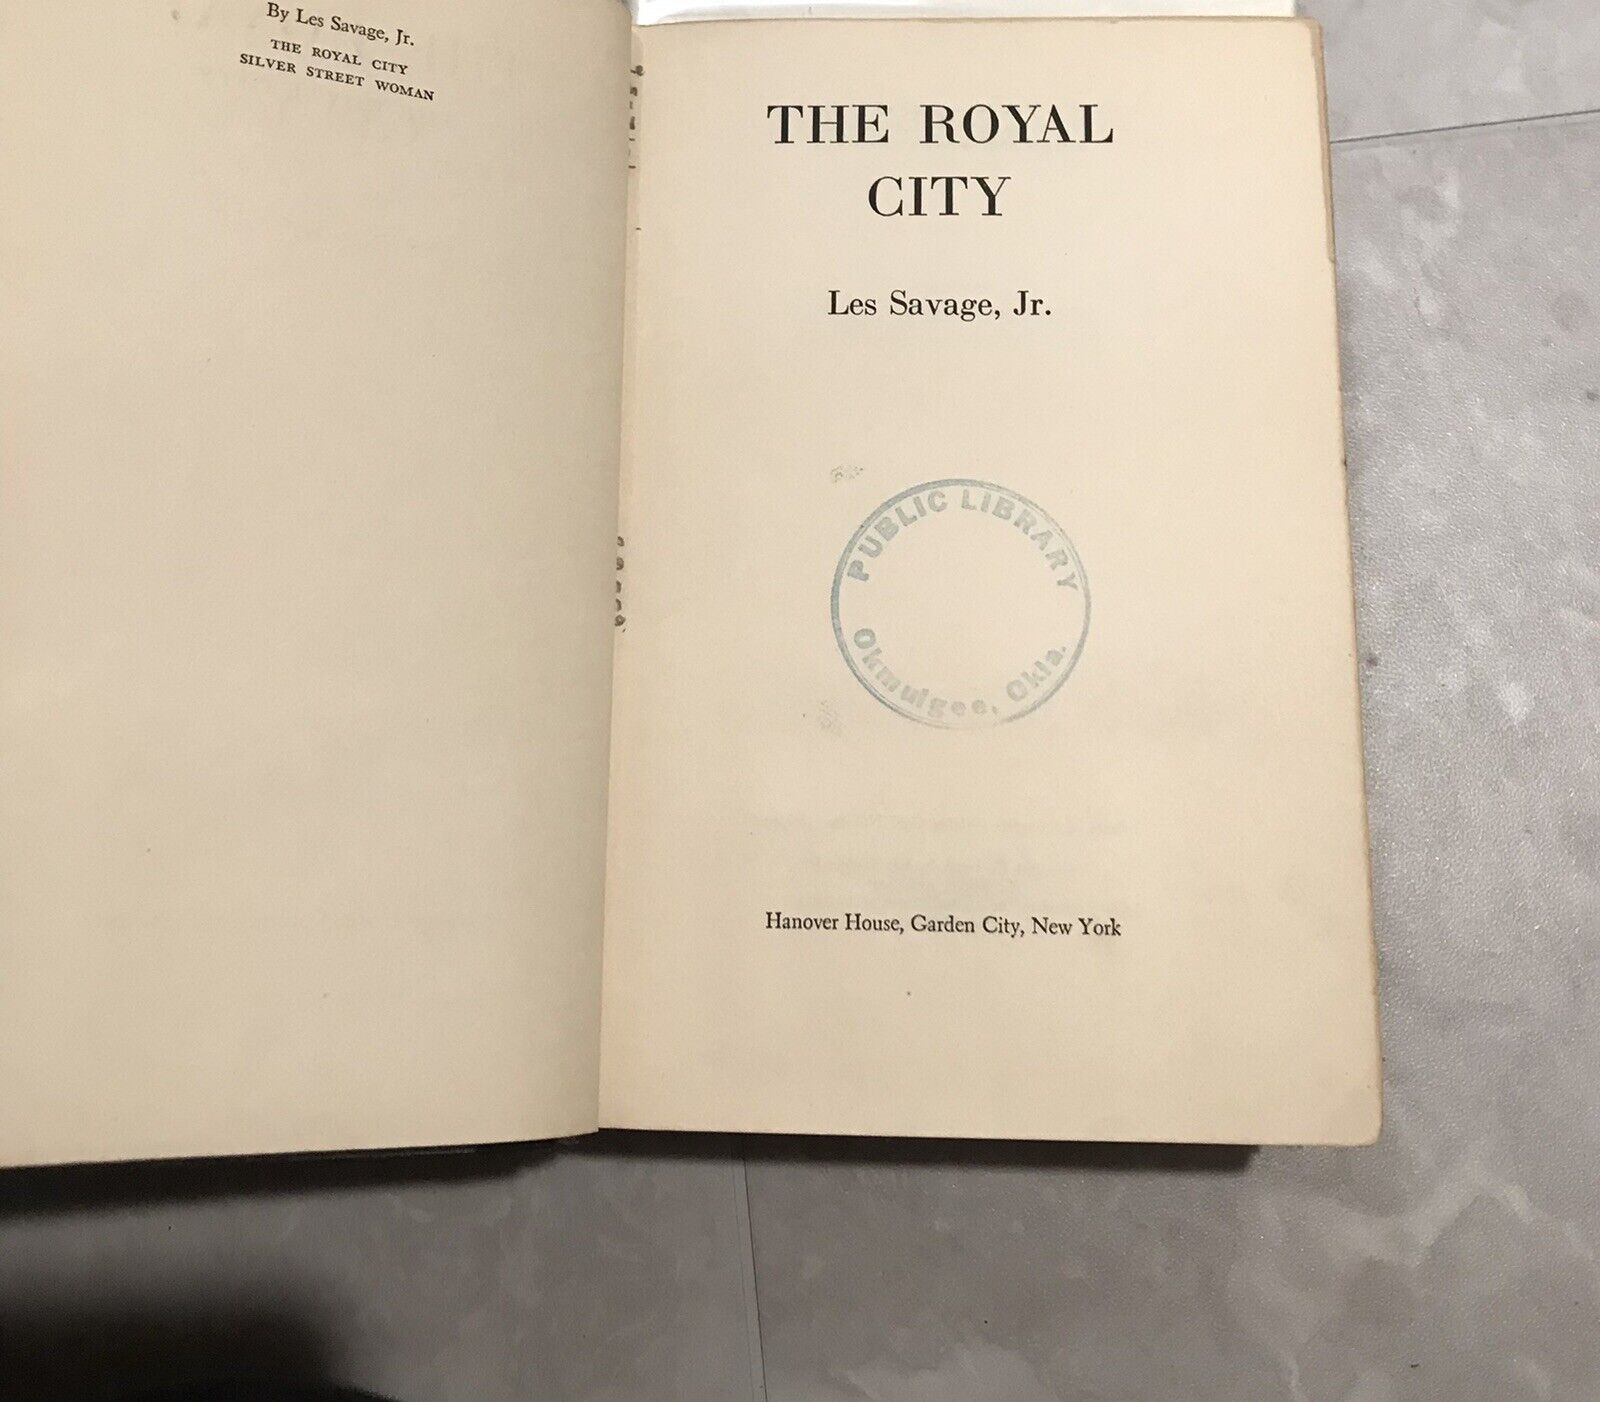 By Les Savage, Jr.
THE ROYAL CITY
SILVER STREET WOMAN
THE ROYAL
CITY
Les Savage, Jr.
PUBLIC LIBRARY
Okmulgee, Okla.
Hanover House, Garden City, New York